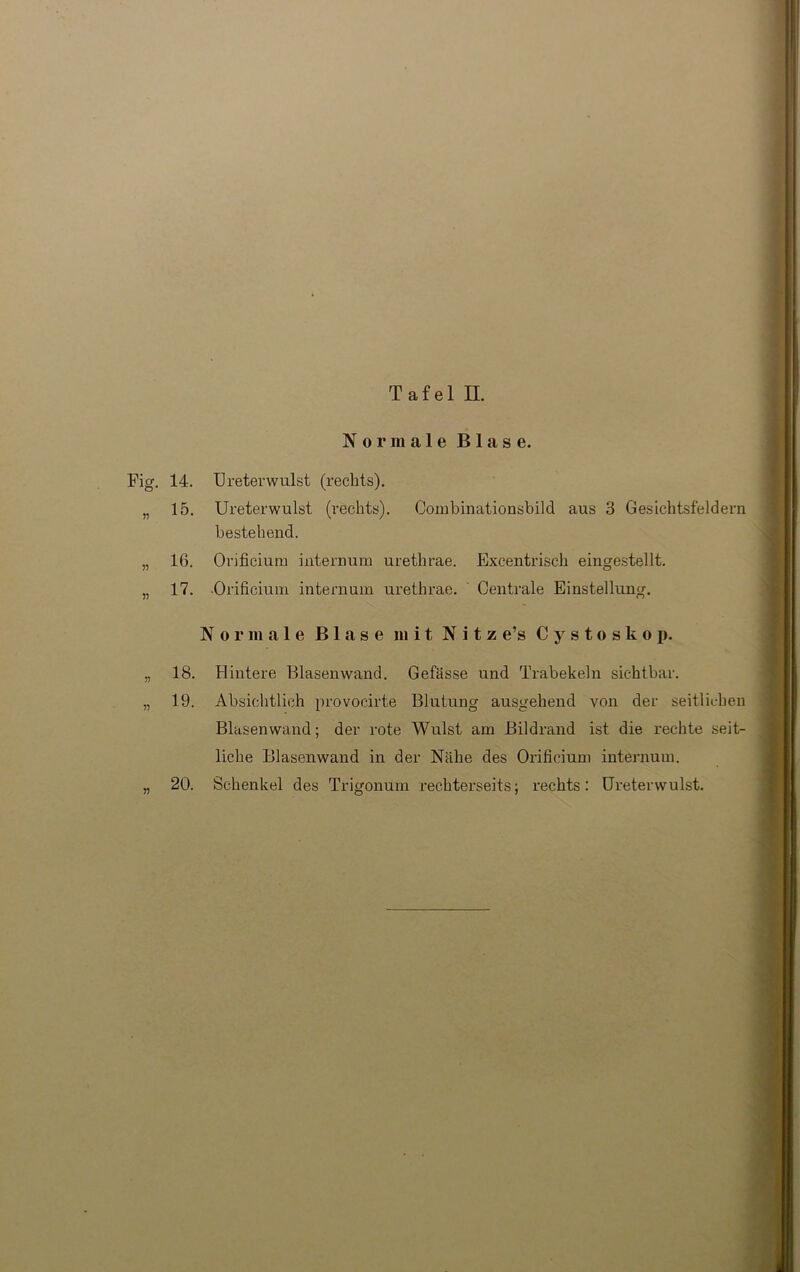 Tafel II.
Normale Blase.
Fig. 14. Ureterwulst (rechts).
„ 15. Ureterwulst (rechts). Combinationsbild aus 3 Gesichtsfeldern
bestehend.
„ 16. Orificium internum urethrae. Excentrisch eingestellt.
„ 17. Orificium internum urethrae. Centrale Einstellung.
Normale Blase mit Nitze’s Cystoskop.
„ 18. Hintere Blasenwand. Gefässe und Trabekeln sichtbar.
„ 19. Absichtlich provocirte Blutung ausgehend von der seitlichen
Blasenwand; der rote Wulst am Bildrand ist die rechte seit-
liche Blasenwand in der Nähe des Orificium internum.
„ 20. Schenkel des Trigonum rechterseits; rechts: Ureterwulst.